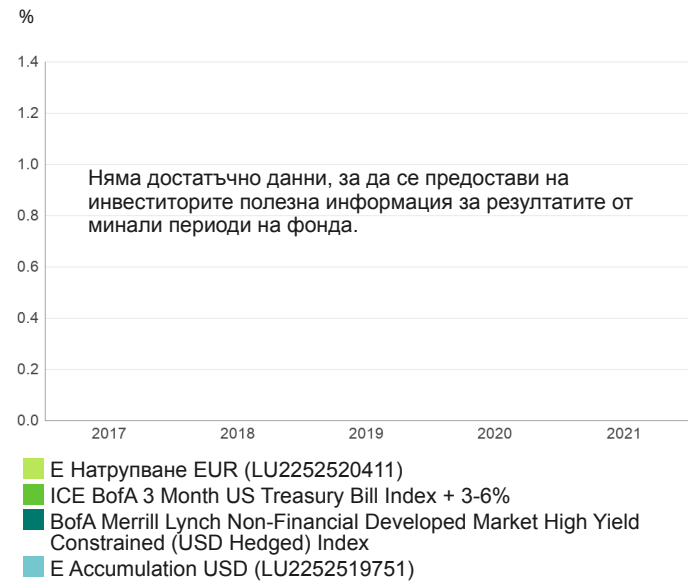 %
1.4
1.2
1.0
Няма достатъчно данни, за да се предостави на
инвеститорите полезна информация за резултатите от
0.8
минали периоди на фонда.
0.6
0.4
0.2
0.0
2017 2018 2019 2020 2021
Е Натрупване EUR (LU2252520411)
ICE BofA 3 Month US Treasury Bill Index + 3-6%
BofA Merrill Lynch Non-Financial Developed Market High Yield
Constrained (USD Hedged) Index
E Accumulation USD (LU2252519751)